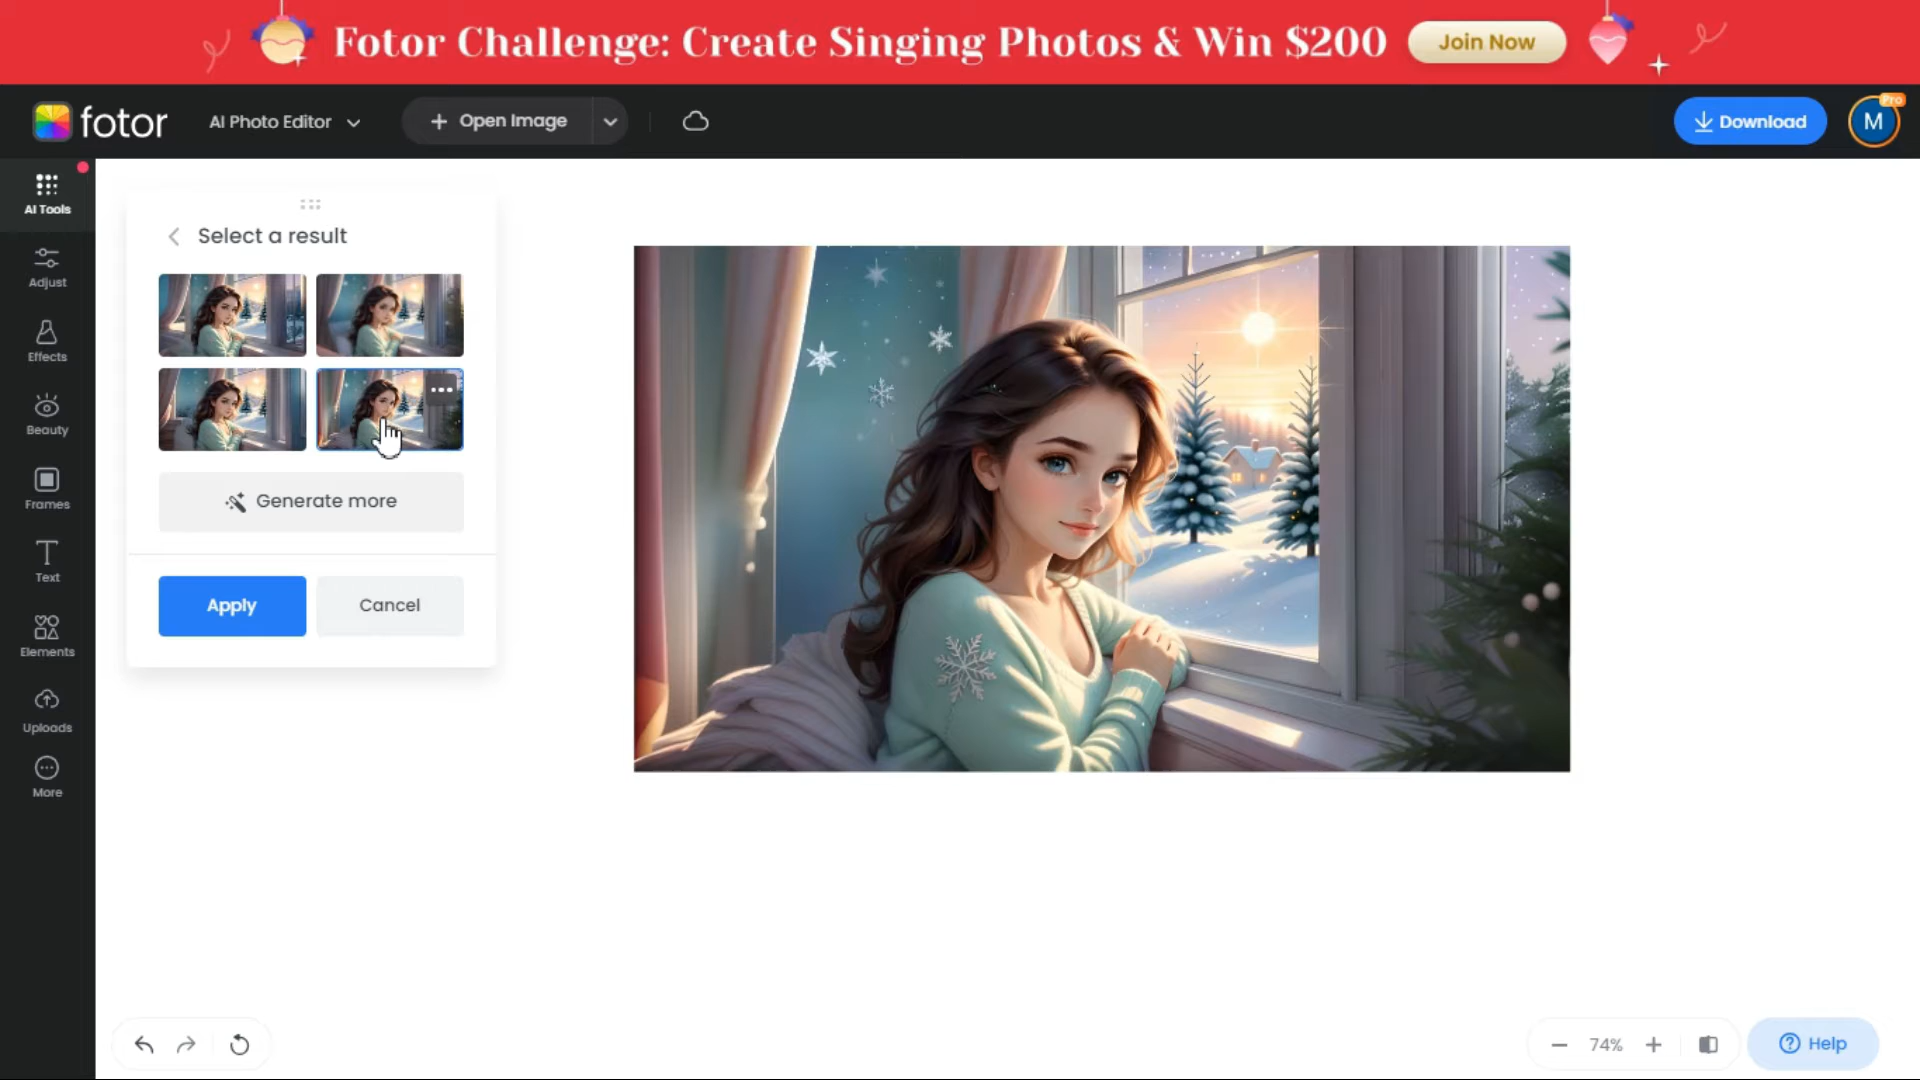 Fotor Challenge: Create Singing Photos & Win $200
Join Now
fotor
AI Photo Editor
Open Image
Download
M
Pro
AI Tools
Adjust
Effects
Beauty
Frames
Text
Elements
Uploads
More
Select a result
Generate more
Apply
Cancel
74%
Help